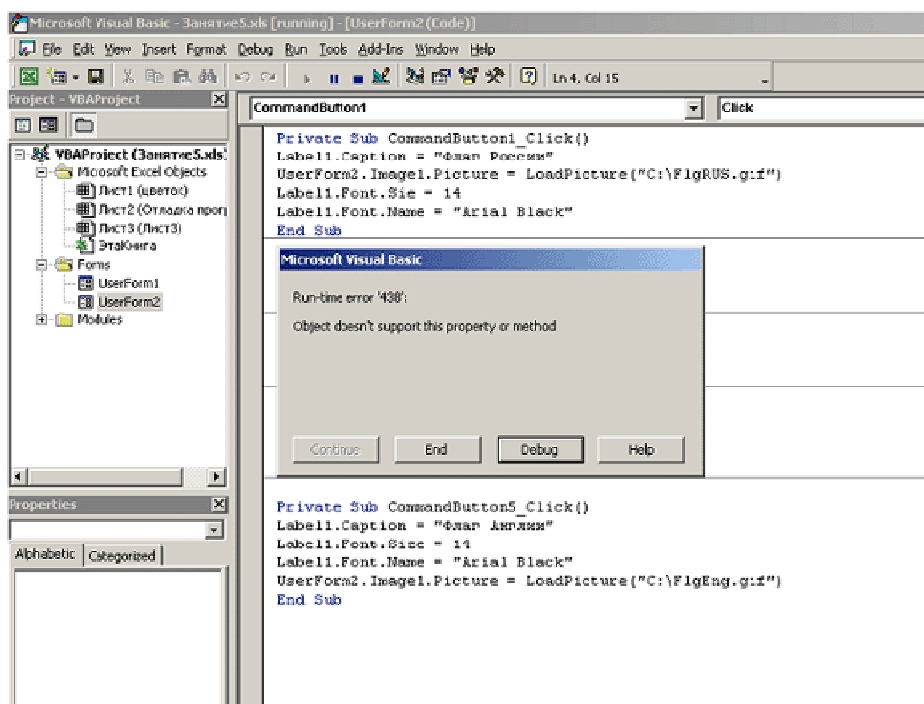 Microsoft Visual Basic - Занятие5.xls [running] - [UserForm2 (Code)]
File Edit View Insert Format Debug Run Tools Add-Ins Window Help
Ln 4, Col 15
Project - VBAProject
CommandButton1
Click
VBAProject (Занятие5.xls)
Microsoft Excel Objects
Лист1 (цветок)
Лист2 (Отладка прог
Лист3 (Лист3)
ЭтаКнига
Forms
UserForm1
UserForm2
Modules
Private Sub CommandButton1_Click()
Label1.Caption = "Флаг России"
UserForm2.Image1.Picture = LoadPicture("C:\FlgRUS.gif")
Label1.Font.Sie = 14
Label1.Font.Name = "Arial Black"
End Sub
Microsoft Visual Basic
Run-time error '438':
Object doesn't support this property or method
Continue
End
Debug
Help
Properties
Alphabetic
Categorized
Private Sub CommandButton5_Click()
Label1.Caption = "Флаг Англии"
Label1.Font.Size = 14
Label1.Font.Name = "Arial Black"
UserForm2.Image1.Picture = LoadPicture("C:\FlgEng.gif")
End Sub